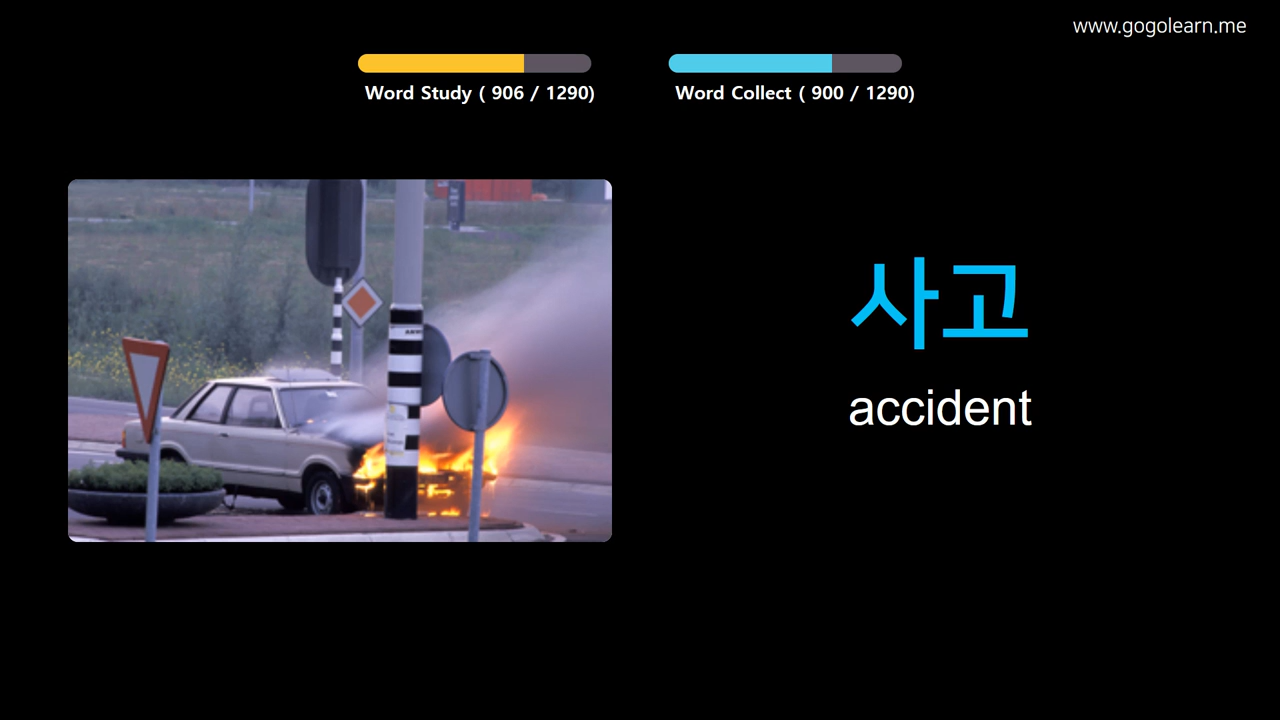 www.gogolearn.me
Word Study ( 906 / 1290)
Word Collect ( 900 / 1290)
사고
accident